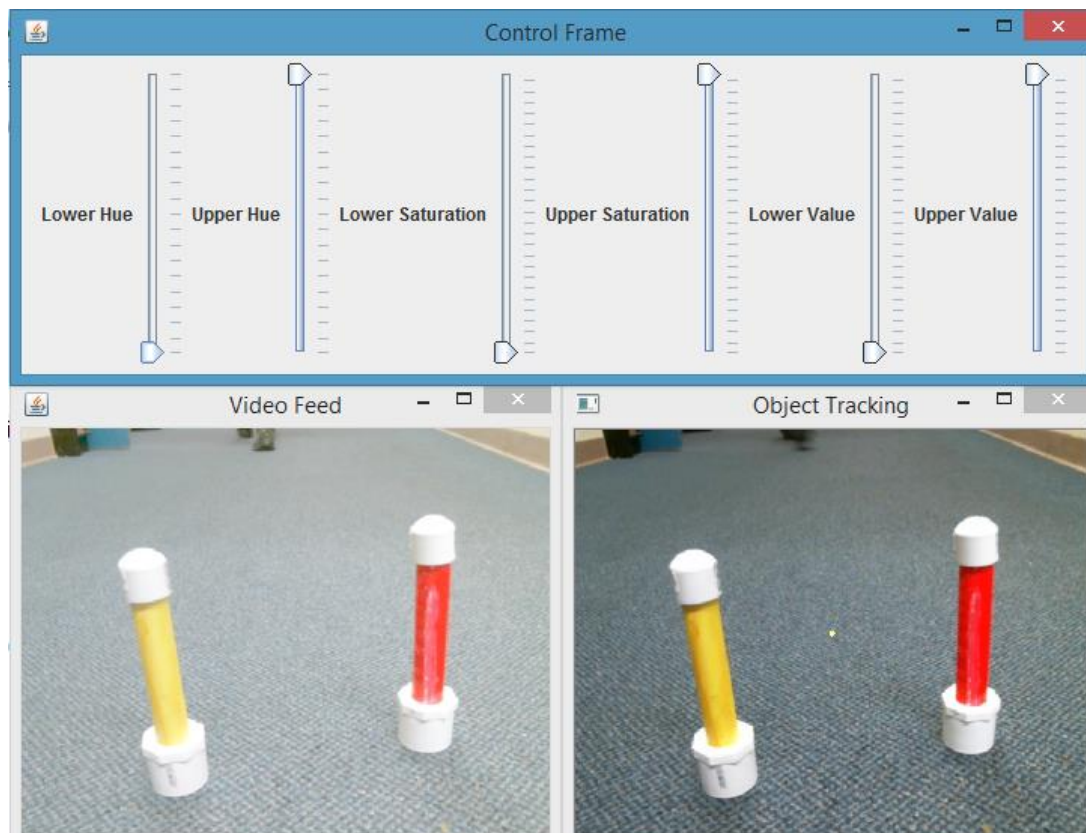 Control Frame
Lower Hue
Upper Hue
Lower Saturation
Upper Saturation
Lower Value
Upper Value
Video Feed
Object Tracking